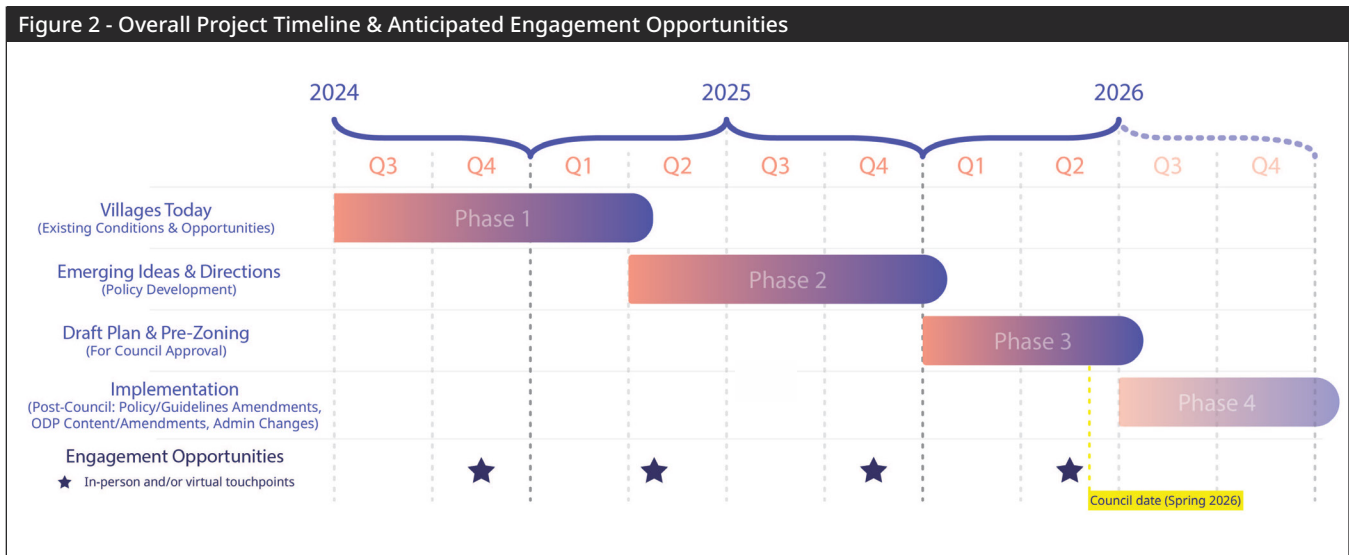 Figure 2 - Overall Project Timeline & Anticipated Engagement Opportunities
2024 2025 2026
Q3 Q4 Q1 Q2 Q3 Q4 Q1 Q2 Q3 Q4
Villages Today
(Existing Conditions & Opportunities)
Phase 1
Emerging Ideas & Directions
(Policy Development)
Phase 2
Draft Plan & Pre-Zoning
(For Council Approval)
Phase 3
Implementation
(Post-Council: Policy/Guidelines Amendments,
ODP Content/Amendments, Admin Changes)
Phase 4
Engagement Opportunities
★ In-person and/or virtual touchpoints
Council date (Spring 2026)